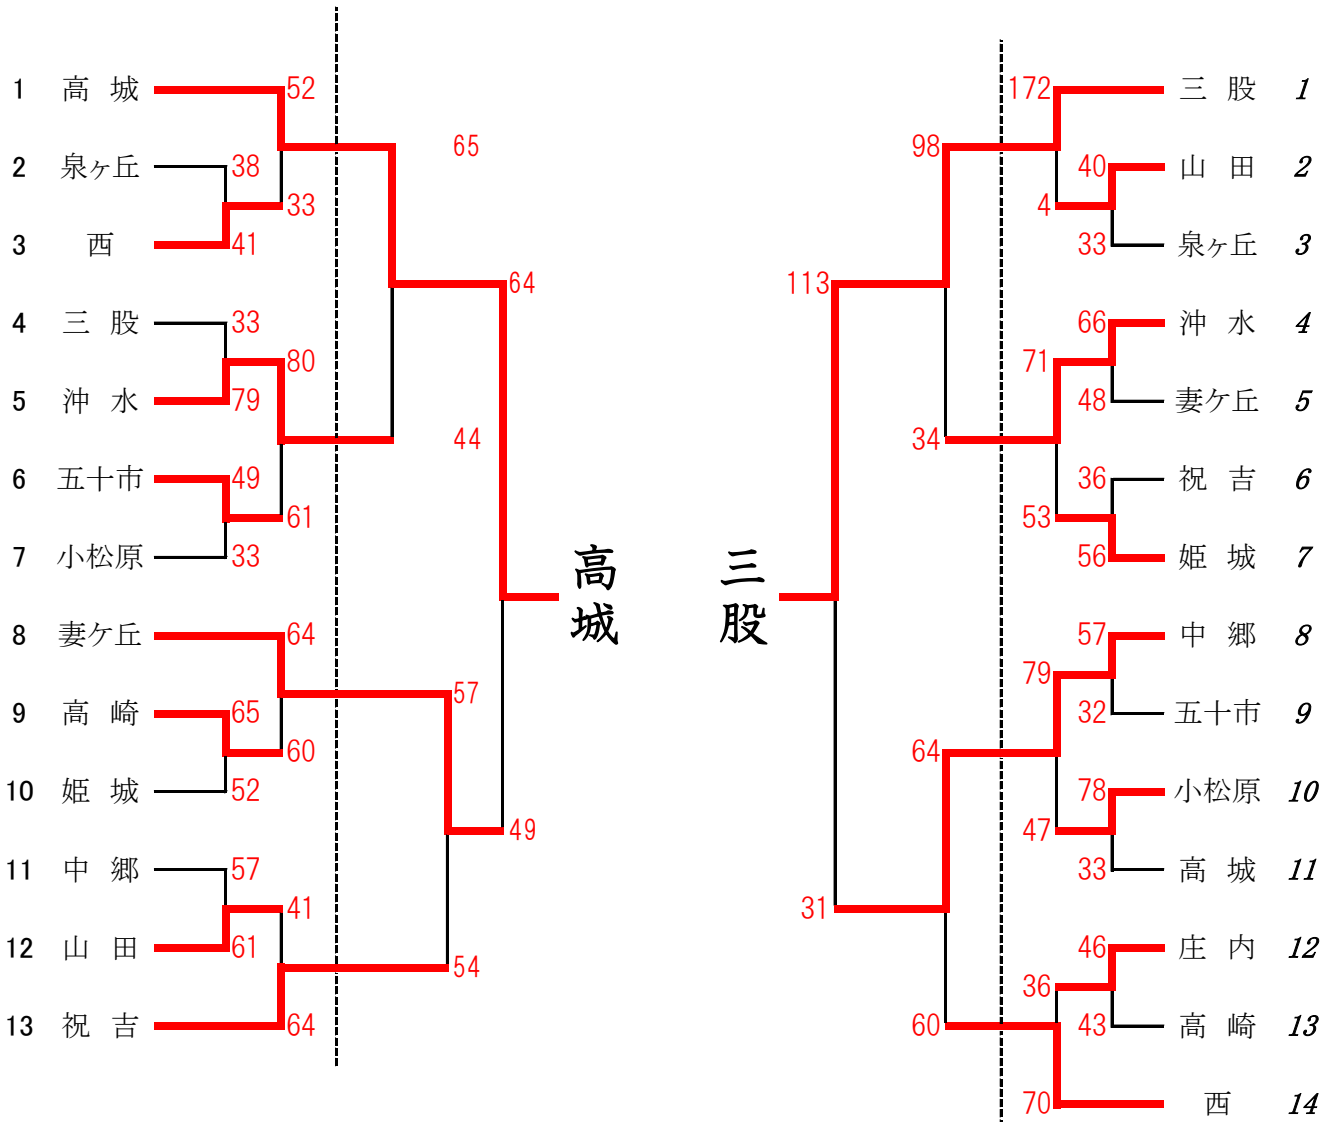 1 高 城 52
65
2 泉ヶ丘 38
33
3 西 41
64
4 三 股 33
80
5 沖 水 79
44
6 五十市 49
61
7 小松原 33
高城
8 妻ケ丘 64
57
9 高 崎 65
60
10 姫 城 52
49
11 中 郷 57
41
12 山 田 61
54
13 祝 吉 64
172 三 股 1
98
40 山 田 2
4
33 泉ヶ丘 3
113
66 沖 水 4
71
48 妻ケ丘 5
34
36 祝 吉 6
53
56 姫 城 7
三股
57 中 郷 8
79
32 五十市 9
64
78 小松原 10
47
33 高 城 11
31
46 庄 内 12
36
43 高 崎 13
60
70 西 14